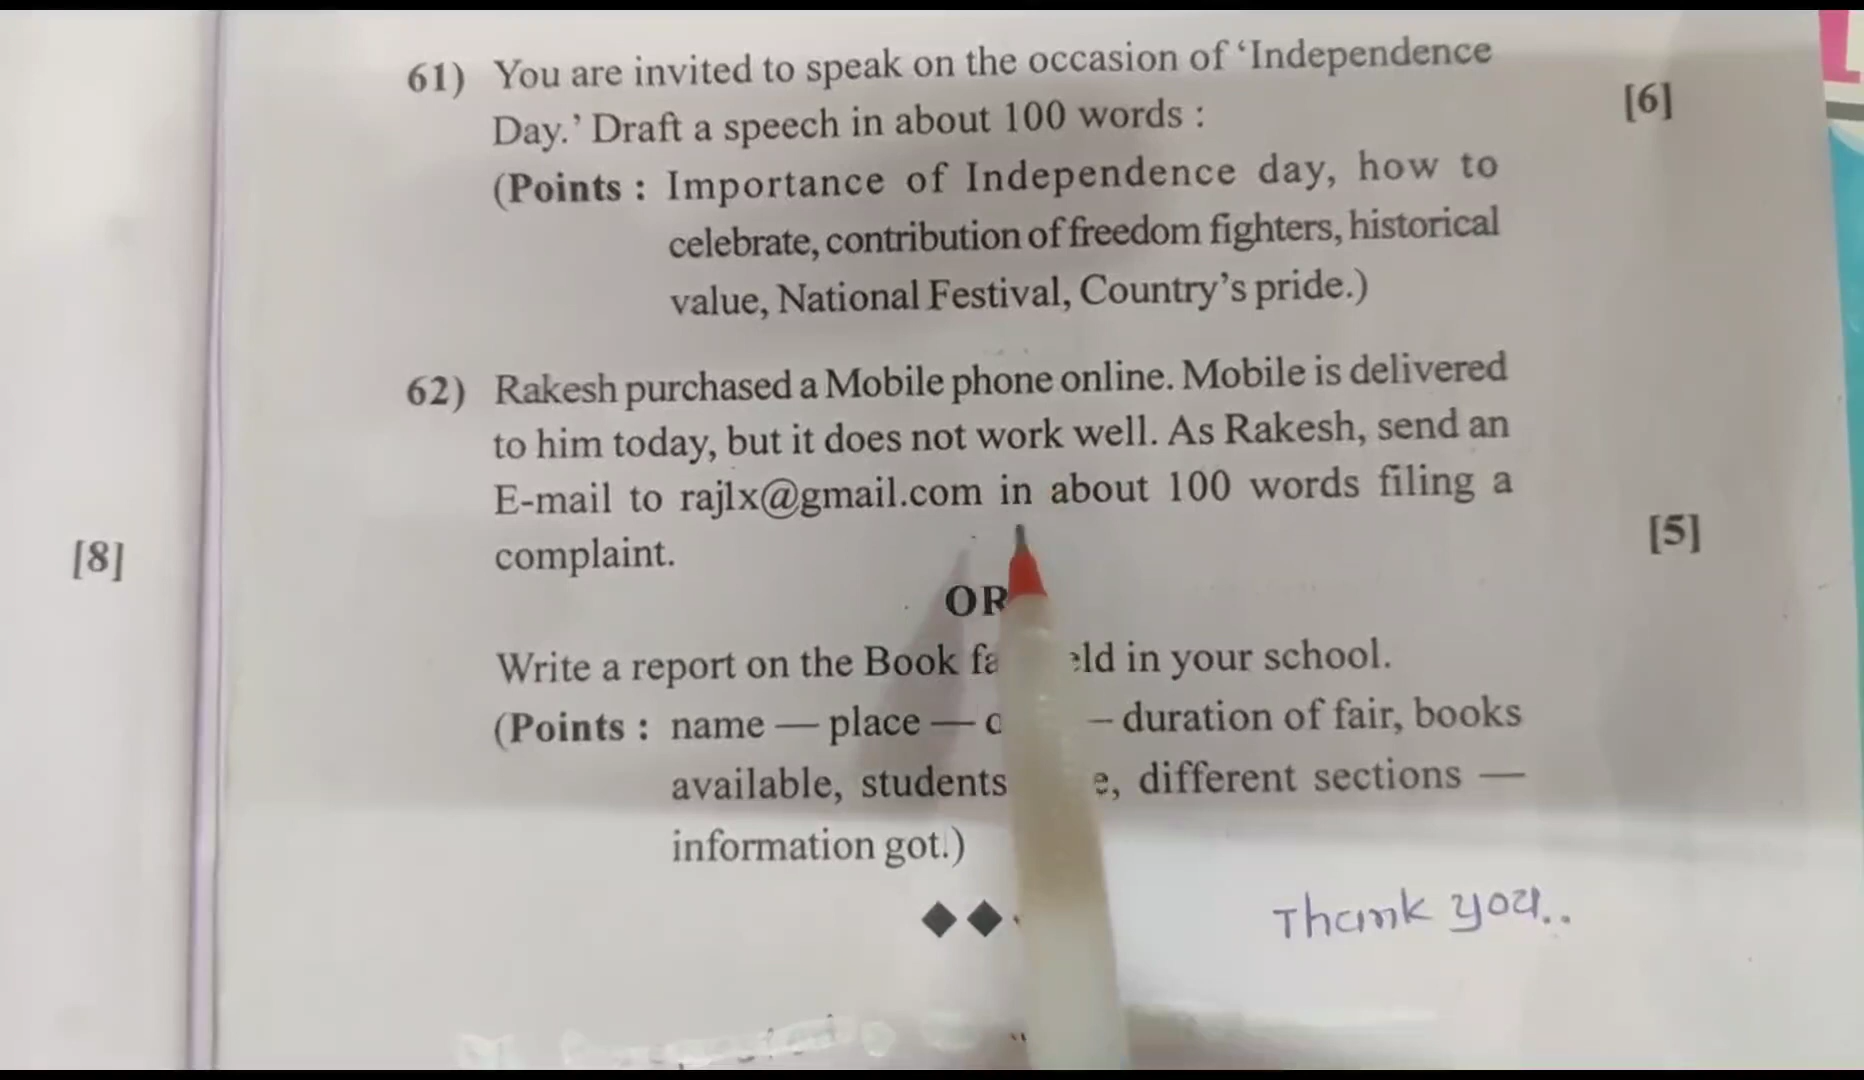 61) You are invited to speak on the occasion of ‘Independence
Day.’ Draft a speech in about 100 words :
[6]
(Points : Importance of Independence day, how to
celebrate, contribution of freedom fighters, historical
value, National Festival, Country’s pride.)
62) Rakesh purchased a Mobile phone online. Mobile is delivered
to him today, but it does not work well. As Rakesh, send an
E-mail to rajlx@gmail.com in about 100 words filing a
complaint.
[5]
[8]
OR
Write a report on the Book in your school.
(Points : name — place — – duration of fair, books
available, students different sections —
information got.)
Thank you..